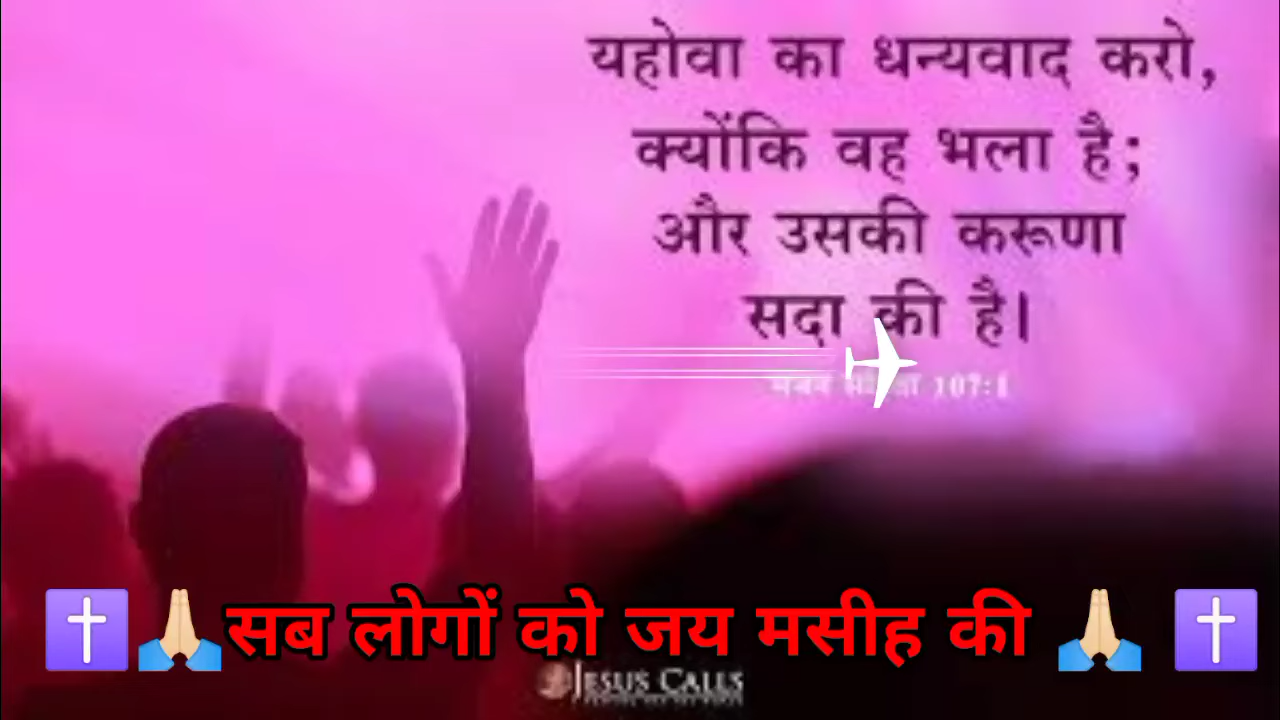 यहोवा का धन्यवाद करो,
क्योंकि वह भला है;
और उसकी करूणा
सदा की है।
107:1
सब लोगों को जय मसीह की
JESUS CALLS